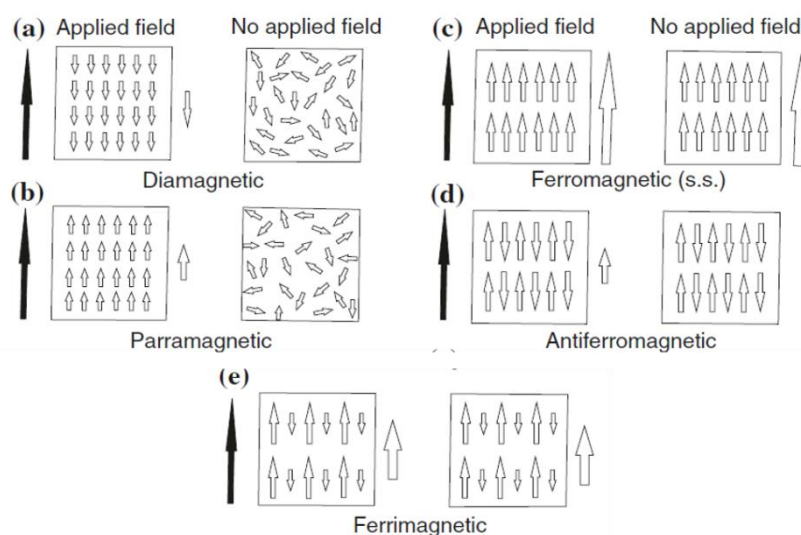 (a) Applied field No applied field
Diamagnetic
(b)
Parramagnetic
(c) Applied field No applied field
Ferromagnetic (s.s.)
(d)
Antiferromagnetic
(e)
Ferrimagnetic